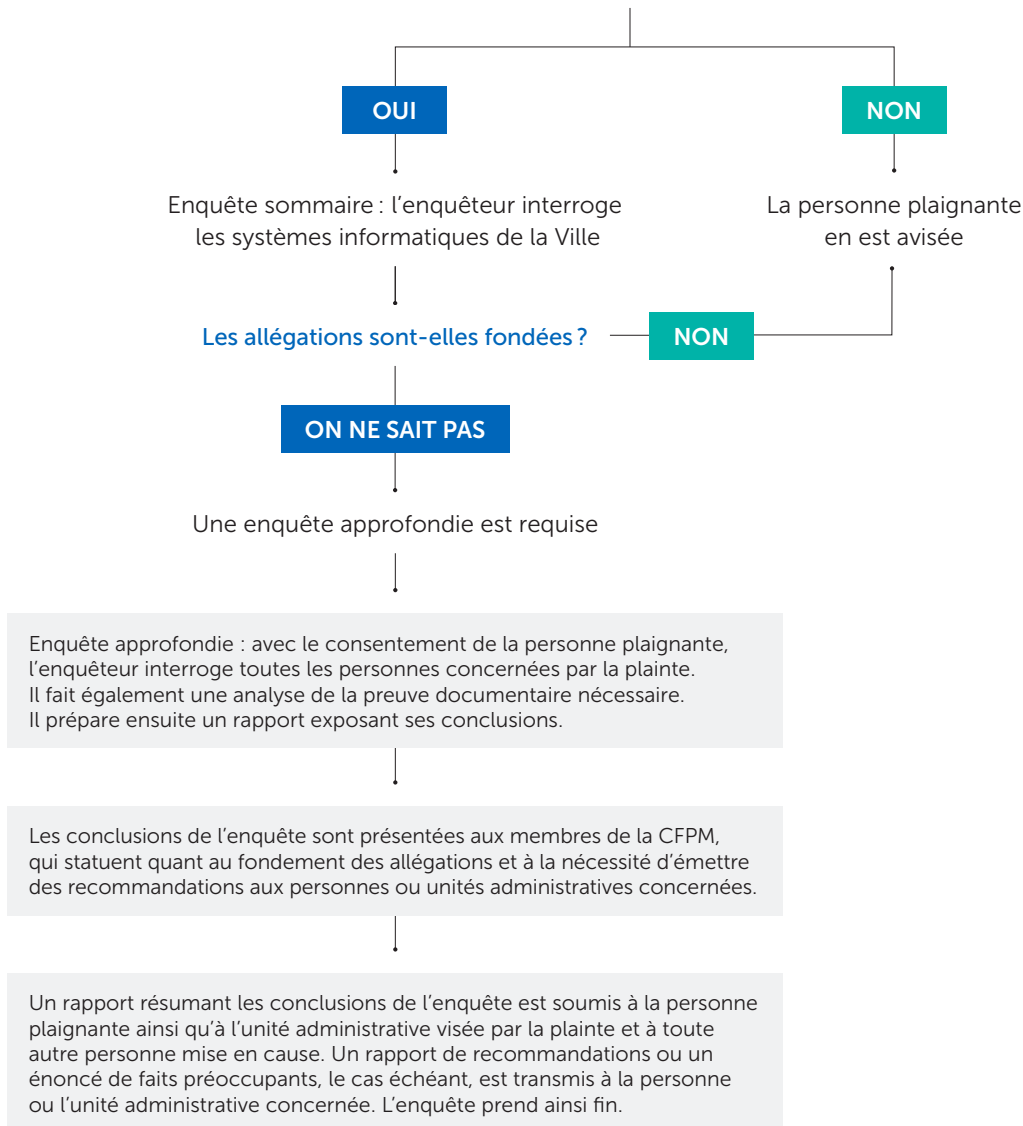 OUI
NON
Enquête sommaire : l’enquêteur interroge
les systèmes informatiques de la Ville
La personne plaignante
en est avisée
Les allégations sont-elles fondées ?
NON
ON NE SAIT PAS
Une enquête approfondie est requise
Enquête approfondie : avec le consentement de la personne plaignante,
l’enquêteur interroge toutes les personnes concernées par la plainte.
Il fait également une analyse de la preuve documentaire nécessaire.
Il prépare ensuite un rapport exposant ses conclusions.
Les conclusions de l’enquête sont présentées aux membres de la CFPM,
qui statuent quant au fondement des allégations et à la nécessité d’émettre
des recommandations aux personnes ou unités administratives concernées.
Un rapport résumant les conclusions de l’enquête est soumis à la personne
plaignante ainsi qu’à l’unité administrative visée par la plainte et à toute
autre personne mise en cause. Un rapport de recommandations ou un
énoncé de faits préoccupants, le cas échéant, est transmis à la personne
ou l’unité administrative concernée. L’enquête prend ainsi fin.